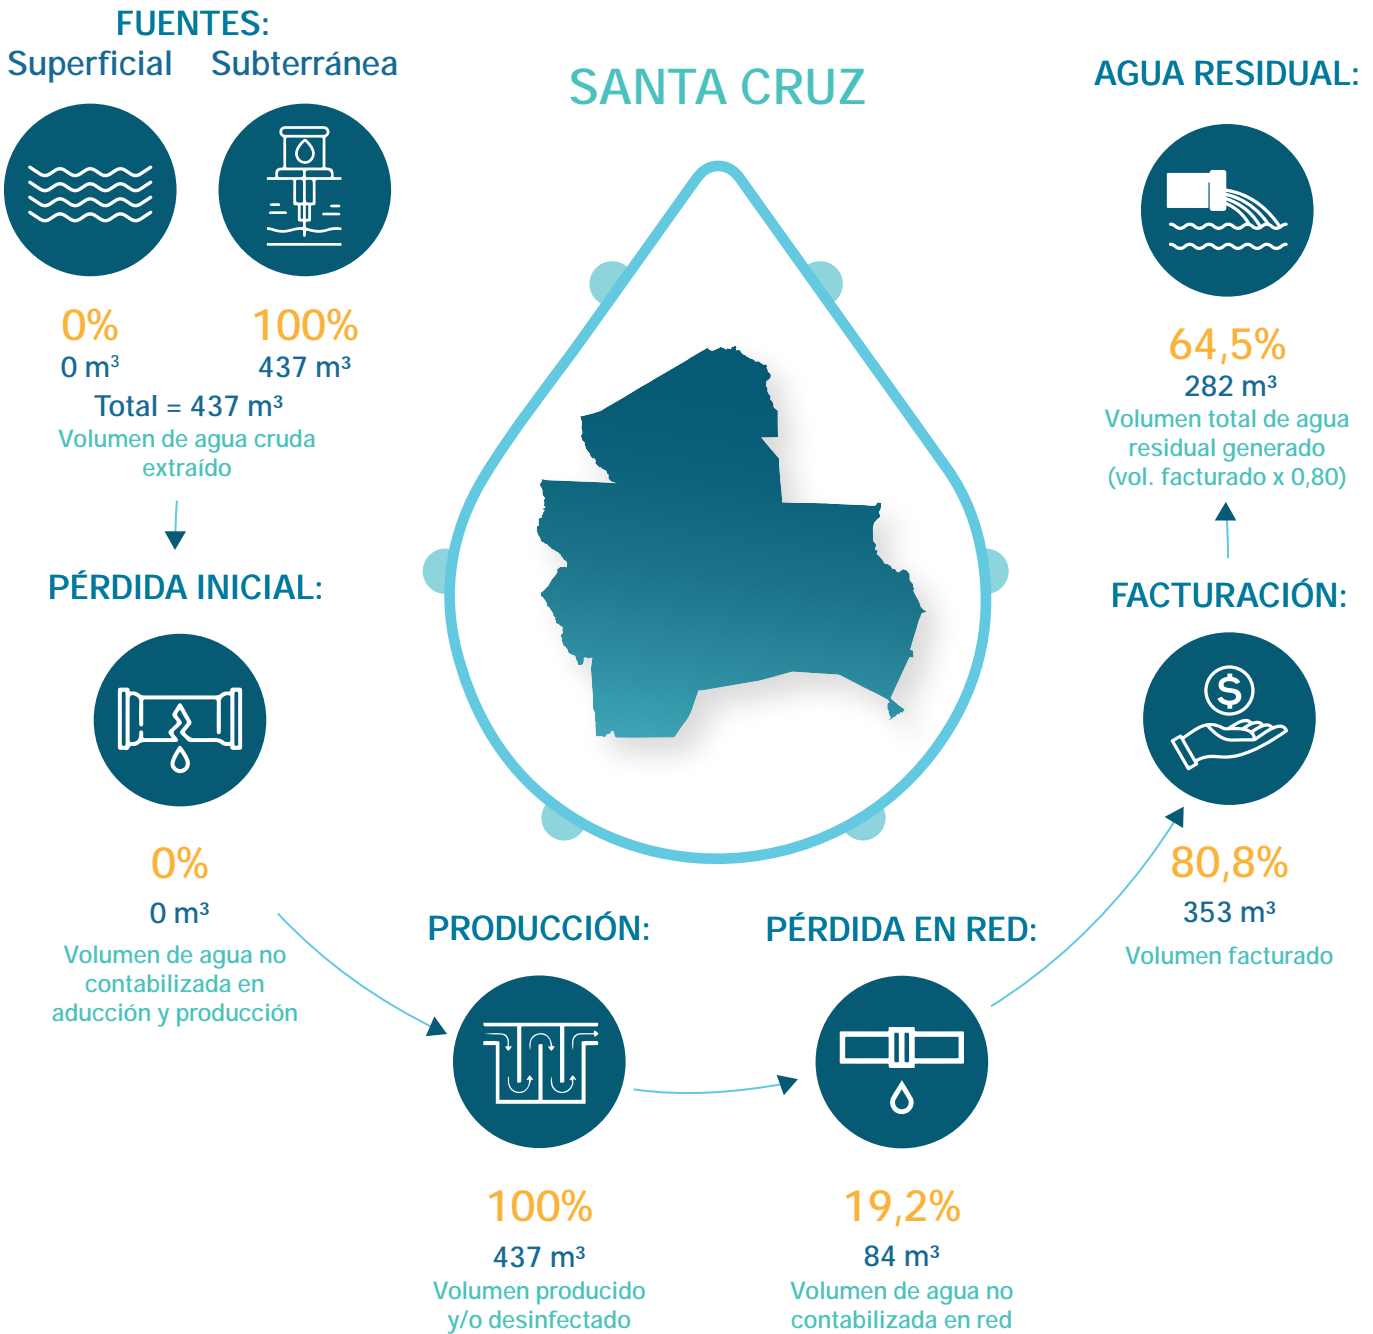 FUENTES:
Superficial Subterránea
0% 100%
0 m³ 437 m³
Total = 437 m³
Volumen de agua cruda
extraído
PÉRDIDA INICIAL:
0%
0 m³
Volumen de agua no
contabilizada en
aducción y producción
SANTA CRUZ
PRODUCCIÓN:
100%
437 m³
Volumen producido
y/o desinfectado
PÉRDIDA EN RED:
19,2%
84 m³
Volumen de agua no
contabilizada en red
FACTURACIÓN:
$
80,8%
353 m³
Volumen facturado
AGUA RESIDUAL:
64,5%
282 m³
Volumen total de agua
residual generado
(vol. facturado x 0,80)